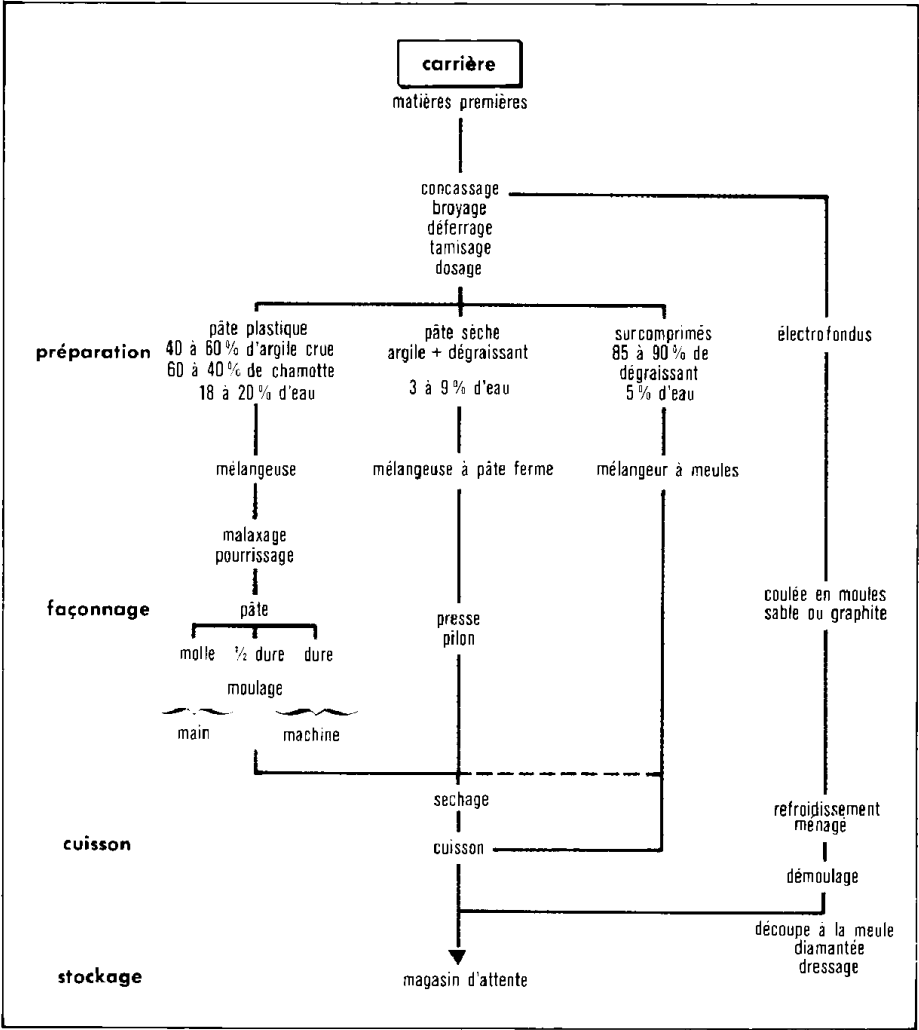 carrière
matières premières
concassage
broyage
déferrage
tamisage
dosage
préparation
pâte plastique
40 à 60 % d'argile crue
60 à 40 % de chamotte
18 à 20 % d'eau
pâte sèche
argile + dégraissant
3 à 9 % d'eau
surcomprimés
85 à 90 % de
dégraissant
5 % d'eau
électrofondus
mélangeuse
mélangeuse à pâte ferme
mélangeur à meules
malaxage
pourrissage
façonnage
pâte
molle ½ dure dure
moulage
main machine
presse
pilon
coulée en moules
sable ou graphite
sechage
refroidissement
ménagé
cuisson
cuisson
démoulage
découpe à la meule
diamantée
dressage
stockage
magasin d'attente